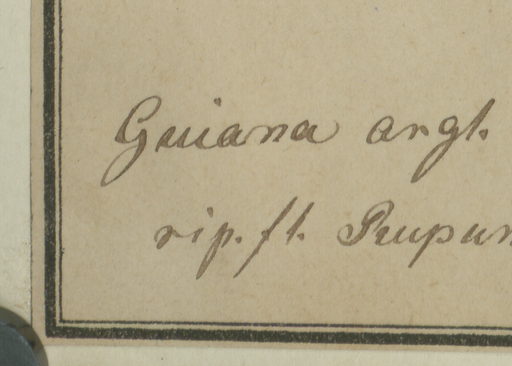 Guiana angl.
rip. fl. Rupun